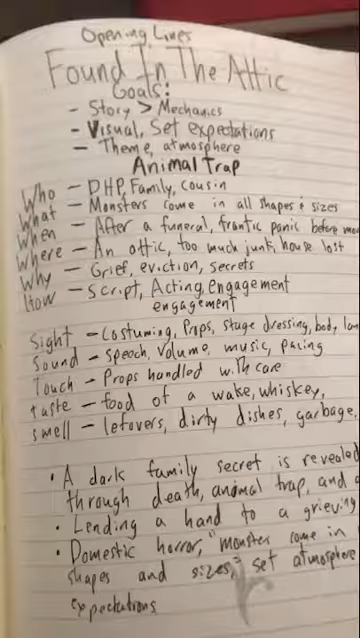 Opening Lines
Found In The Attic
Goals:
- Story > Mechanics
- Visual, Set expectations
- Theme, atmosphere
Animal Trap
Who - DHP, Family, cousin
What - Monsters come in all shapes & sizes
When - After a funeral, frantic panic before
Where - An attic, too much junk, house lost
Why - Grief, eviction, secrets
How - Script, Acting, engagement
engagement
Sight - Costuming, Props, stage dressing, body
Sound - speech, volume, music, pacing
Touch - Props handled with care
Taste - food of a wake, whiskey,
Smell - leftovers, dirty dishes, garbage,
• A dark family secret is revealed
through death, animal trap, and
• Lending a hand to a grieving
• Domestic horror, "monsters come in
shapes and sizes," set atmosphere
expectations